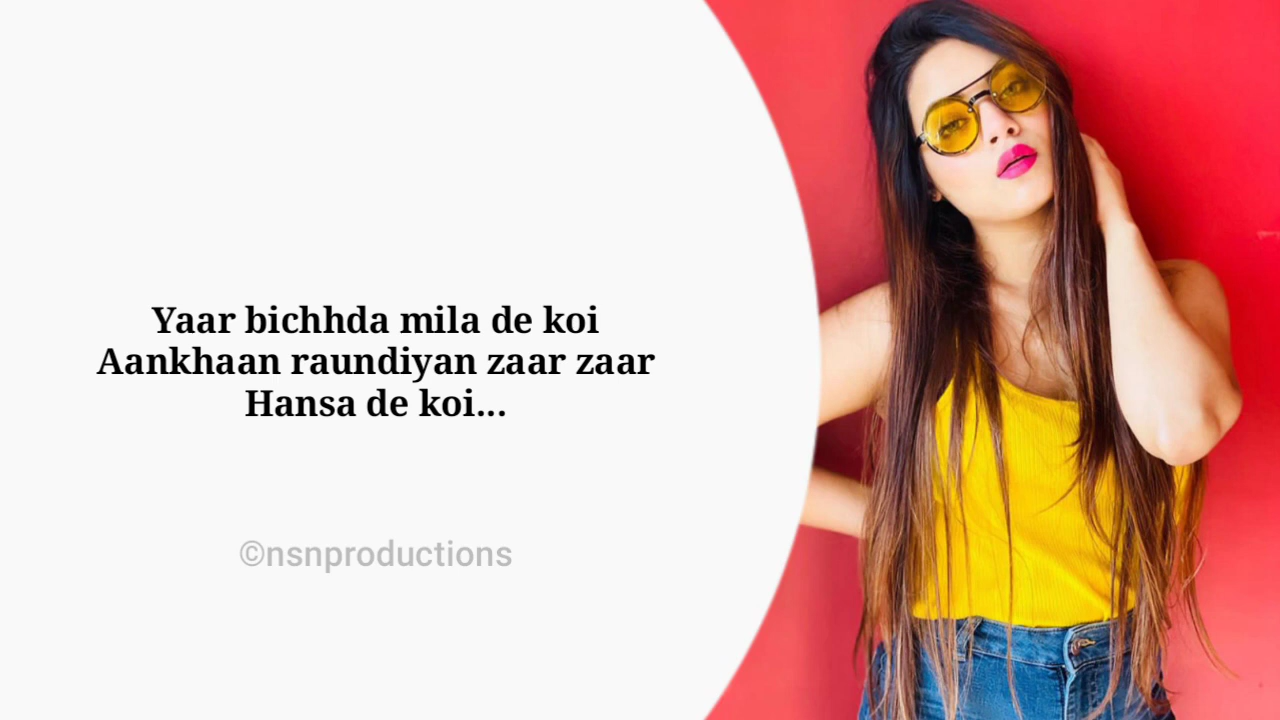 Yaar bichhda mila de koi
Aankhaan raundiyan zaar zaar
Hansa de koi...
©nsnproductions